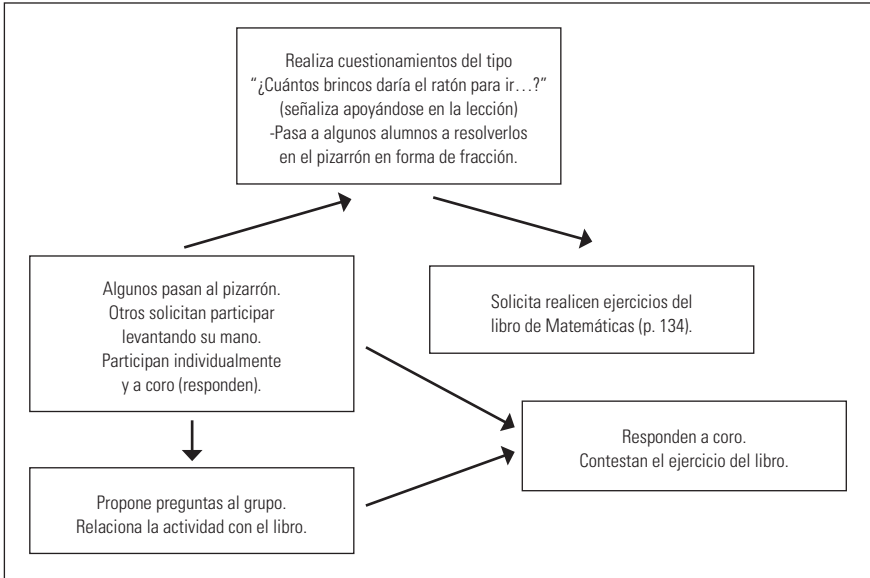 Realiza cuestionamientos del tipo
“¿Cuántos brincos daría el ratón para ir…?”
(señaliza apoyándose en la lección)
-Pasa a algunos alumnos a resolverlos
en el pizarrón en forma de fracción.
Algunos pasan al pizarrón.
Otros solicitan participar
levantando su mano.
Participan individualmente
y a coro (responden).
Solicita realicen ejercicios del
libro de Matemáticas (p. 134).
Responden a coro.
Contestan el ejercicio del libro.
Propone preguntas al grupo.
Relaciona la actividad con el libro.